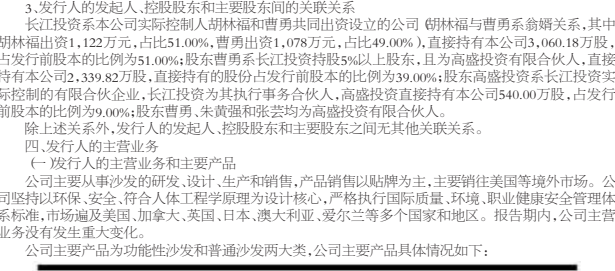 3、发行人的发起人、控股股东和主要股东间的关联关系
长江投资系本公司实际控制人胡林福和曹勇共同出资设立的公司(胡林福与曹勇系翁婿关系,其中
胡林福出资1,122万元,占比51.00%,曹勇出资1,078万元,占比49.00%),直接持有本公司3,060.18万股,
占发行前股本的比例为51.00%;股东曹勇系长江投资持股5%以上股东,且为高盛投资有限合伙人,直接
持有本公司2,339.82万股,直接持有的股份占发行前股本的比例为39.00%;股东高盛投资系长江投资实
际控制的有限合伙企业,长江投资为其执行事务合伙人,高盛投资直接持有本公司540.00万股,占发行
前股本的比例为9.00%;股东曹勇、朱黄强和张芸均为高盛投资有限合伙人。
除上述关系外,发行人的发起人、控股股东和主要股东之间无其他关联关系。
四、发行人的主营业务
(一)发行人的主营业务和主要产品
公司主要从事沙发的研发、设计、生产和销售,产品销售以贴牌为主,主要销往美国等境外市场。公
司坚持以环保、安全、符合人体工程学原理为设计核心,严格执行国际质量、环境、职业健康安全管理体
系标准,市场遍及美国、加拿大、英国、日本、澳大利亚、爱尔兰等多个国家和地区。报告期内,公司主营
业务没有发生重大变化。
公司主要产品为功能性沙发和普通沙发两大类,公司主要产品具体情况如下: